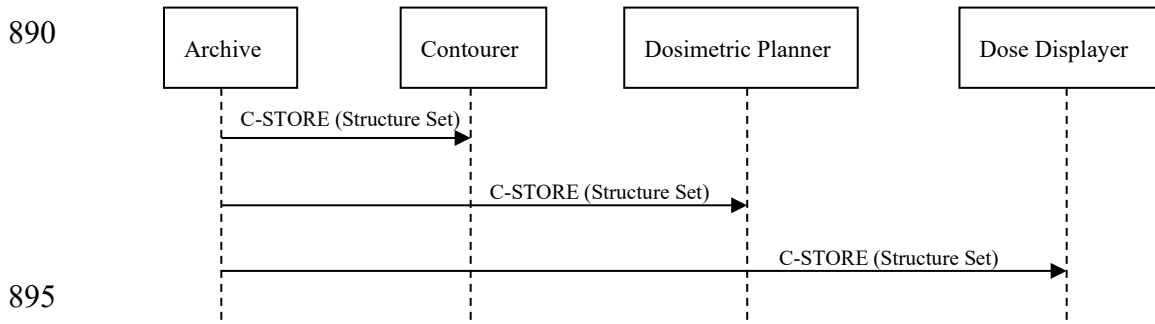 890
Archive
Contourer
Dosimetric Planner
Dose Displayer
C-STORE (Structure Set)
C-STORE (Structure Set)
C-STORE (Structure Set)
895